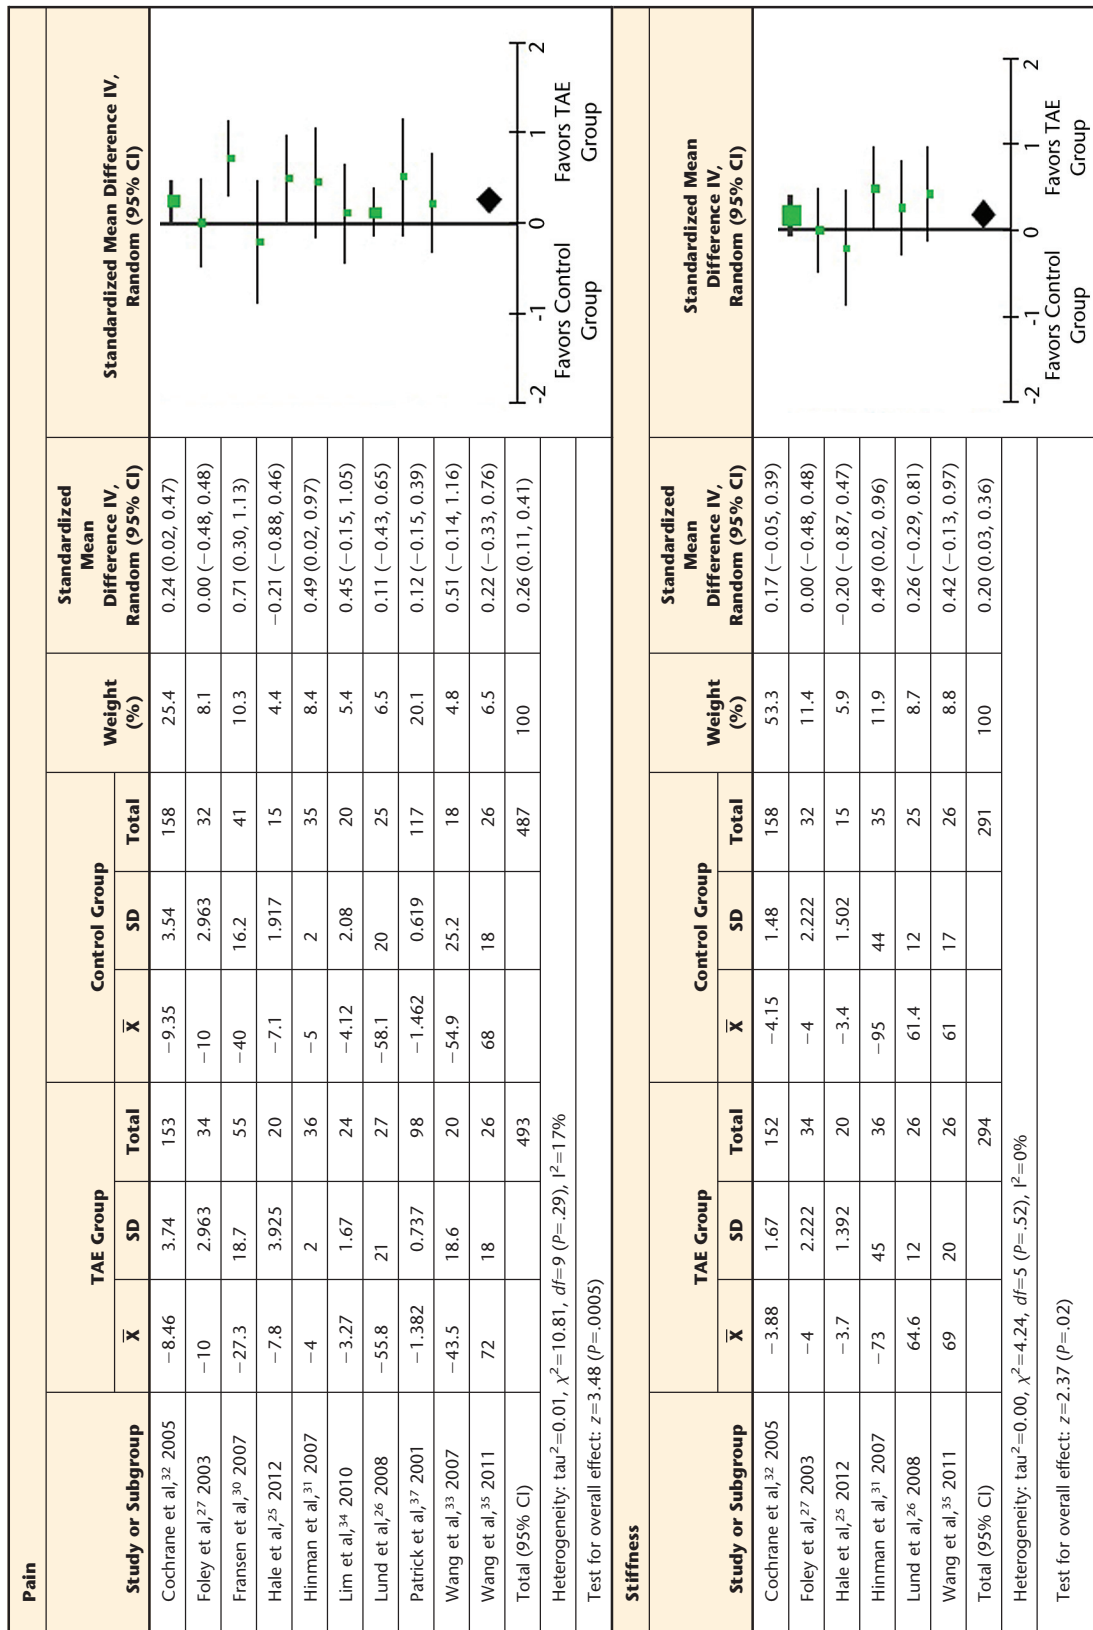 Pain
Study or Subgroup | TAE Group | Control Group | Weight (%) | Standardized Mean Difference IV, Random (95% CI) | Standardized Mean Difference IV, Random (95% CI)
X̅ | SD | Total | X̅ | SD | Total
Cochrane et al,32 2005 | −8.46 | 3.74 | 153 | −9.35 | 3.54 | 158 | 25.4 | 0.24 (0.02, 0.47)
Foley et al,27 2003 | −10 | 2.963 | 34 | −10 | 2.963 | 32 | 8.1 | 0.00 (−0.48, 0.48)
Fransen et al,30 2007 | −27.3 | 18.7 | 55 | −40 | 16.2 | 41 | 10.3 | 0.71 (0.30, 1.13)
Hale et al,25 2012 | −7.8 | 3.925 | 20 | −7.1 | 1.917 | 15 | 4.4 | −0.21 (−0.88, 0.46)
Hinman et al,31 2007 | −4 | 2 | 36 | −5 | 2 | 35 | 8.4 | 0.49 (0.02, 0.97)
Lim et al,34 2010 | −3.27 | 1.67 | 24 | −4.12 | 2.08 | 20 | 5.4 | 0.45 (−0.15, 1.05)
Lund et al,26 2008 | −55.8 | 21 | 27 | −58.1 | 20 | 25 | 6.5 | 0.11 (−0.43, 0.65)
Patrick et al,37 2001 | −1.382 | 0.737 | 98 | −1.462 | 0.619 | 117 | 20.1 | 0.12 (−0.15, 0.39)
Wang et al,33 2007 | −43.5 | 18.6 | 20 | −54.9 | 25.2 | 18 | 4.8 | 0.51 (−0.14, 1.16)
Wang et al,35 2011 | 72 | 18 | 26 | 68 | 18 | 26 | 6.5 | 0.22 (−0.33, 0.76)
Total (95% CI) | 493 | 487 | 100 | 0.26 (0.11, 0.41)
Heterogeneity: tau2=0.01, χ2=10.81, df=9 (P=.29), I2=17%
Test for overall effect: z=3.48 (P=.0005)
-2 -1 0 1 2
Favors Control Group
Favors TAE Group
Stiffness
Study or Subgroup | TAE Group | Control Group | Weight (%) | Standardized Mean Difference IV, Random (95% CI) | Standardized Mean Difference IV, Random (95% CI)
X̅ | SD | Total | X̅ | SD | Total
Cochrane et al,32 2005 | −3.88 | 1.67 | 152 | −4.15 | 1.48 | 158 | 53.3 | 0.17 (−0.05, 0.39)
Foley et al,27 2003 | −4 | 2.222 | 34 | −4 | 2.222 | 32 | 11.4 | 0.00 (−0.48, 0.48)
Hale et al,25 2012 | −3.7 | 1.392 | 20 | −3.4 | 1.502 | 15 | 5.9 | −0.20 (−0.87, 0.47)
Hinman et al,31 2007 | −73 | 45 | 36 | −95 | 44 | 35 | 11.9 | 0.49 (0.02, 0.96)
Lund et al,26 2008 | 64.6 | 12 | 26 | 61.4 | 12 | 25 | 8.7 | 0.26 (−0.29, 0.81)
Wang et al,35 2011 | 69 | 20 | 26 | 61 | 17 | 26 | 8.8 | 0.42 (−0.13, 0.97)
Total (95% CI) | 294 | 291 | 100 | 0.20 (0.03, 0.36)
Heterogeneity: tau2=0.00, χ2=4.24, df=5 (P=.52), I2=0%
Test for overall effect: z=2.37 (P=.02)
-2 -1 0 1 2
Favors Control Group
Favors TAE Group